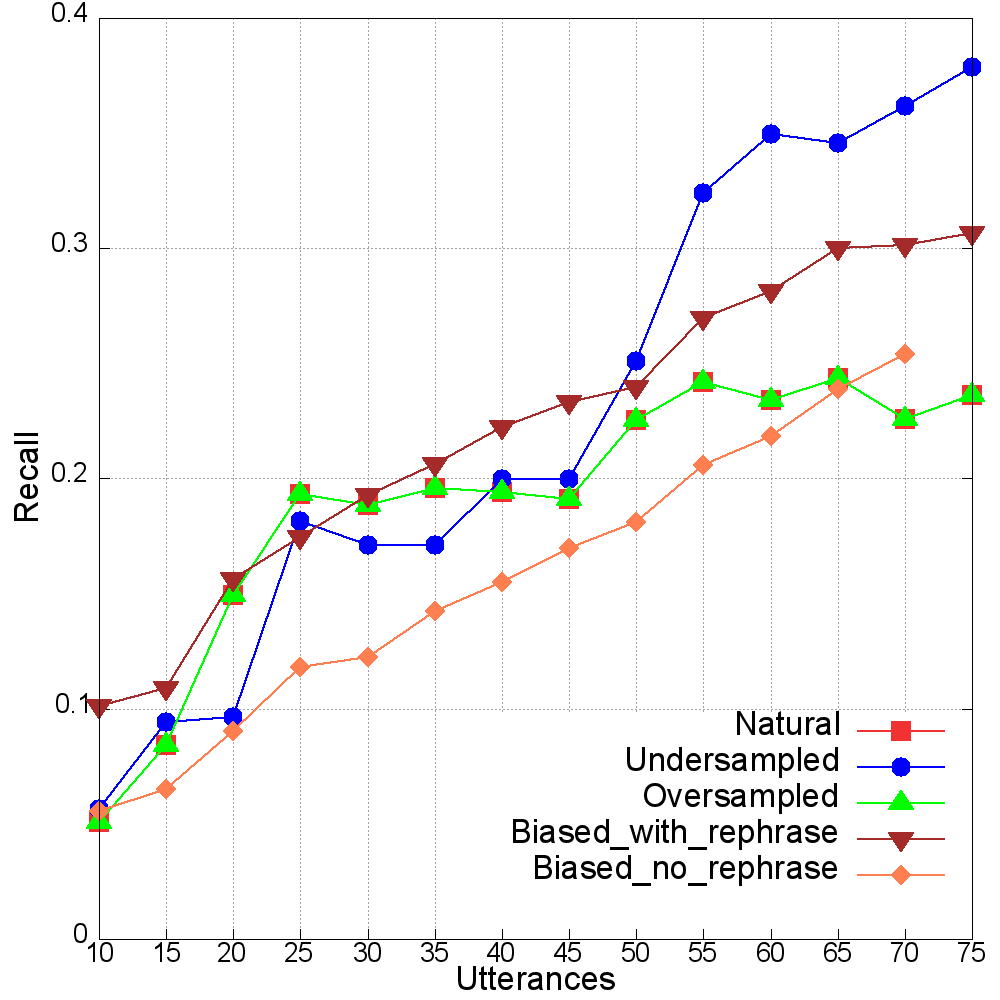 0.4
0.3
0.2
0.1
0
Recall
10 15 20 25 30 35 40 45 50 55 60 65 70 75
Utterances
Natural
Undersampled
Oversampled
Biased_with_rephrase
Biased_no_rephrase